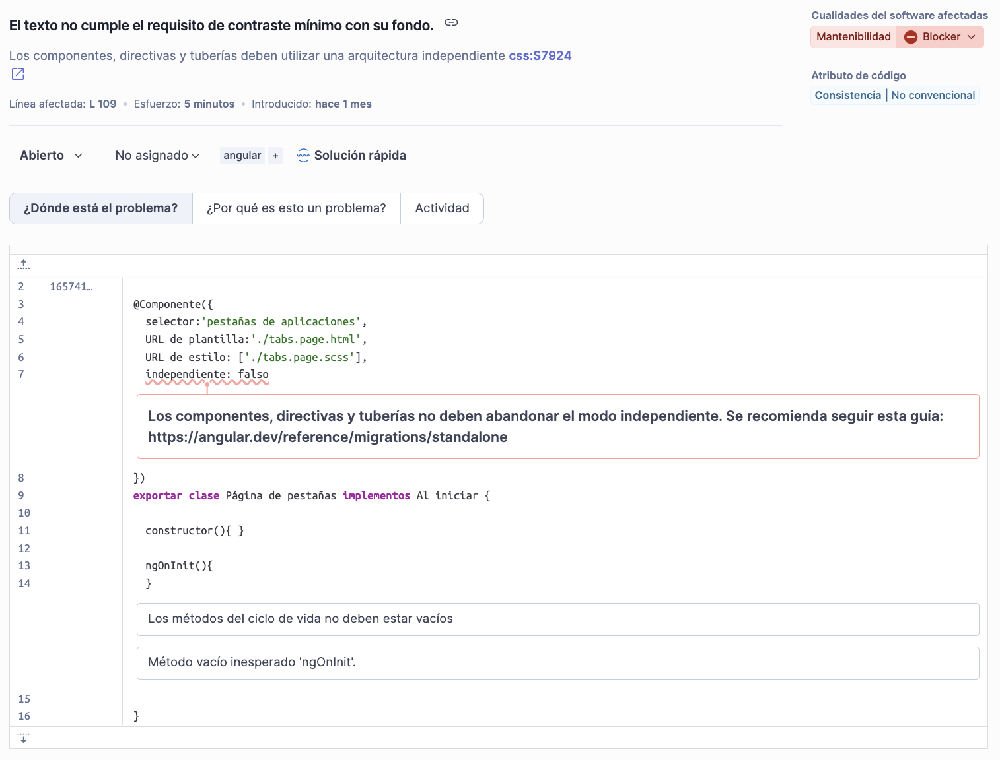 El texto no cumple el requisito de contraste mínimo con su fondo.
Los componentes, directivas y tuberías deben utilizar una arquitectura independiente css:S7924
Línea afectada: L 109 • Esfuerzo: 5 minutos • Introducido: hace 1 mes
Cualidades del software afectadas
Mantenibilidad Blocker
Atributo de código
Consistencia | No convencional
Abierto No asignado angular + Solución rápida
¿Dónde está el problema? ¿Por qué es esto un problema? Actividad
2 165741…
3 @Componente({
4 selector:'pestañas de aplicaciones',
5 URL de plantilla:'./tabs.page.html',
6 URL de estilo: ['./tabs.page.scss'],
7 independiente: falso
Los componentes, directivas y tuberías no deben abandonar el modo independiente. Se recomienda seguir esta guía:
https://angular.dev/reference/migrations/standalone
8 })
9 exportar clase Página de pestañas implementos Al iniciar {
10
11 constructor(){ }
12
13 ngOnInit(){
14 }
Los métodos del ciclo de vida no deben estar vacíos
Método vacío inesperado 'ngOnInit'.
15
16 }